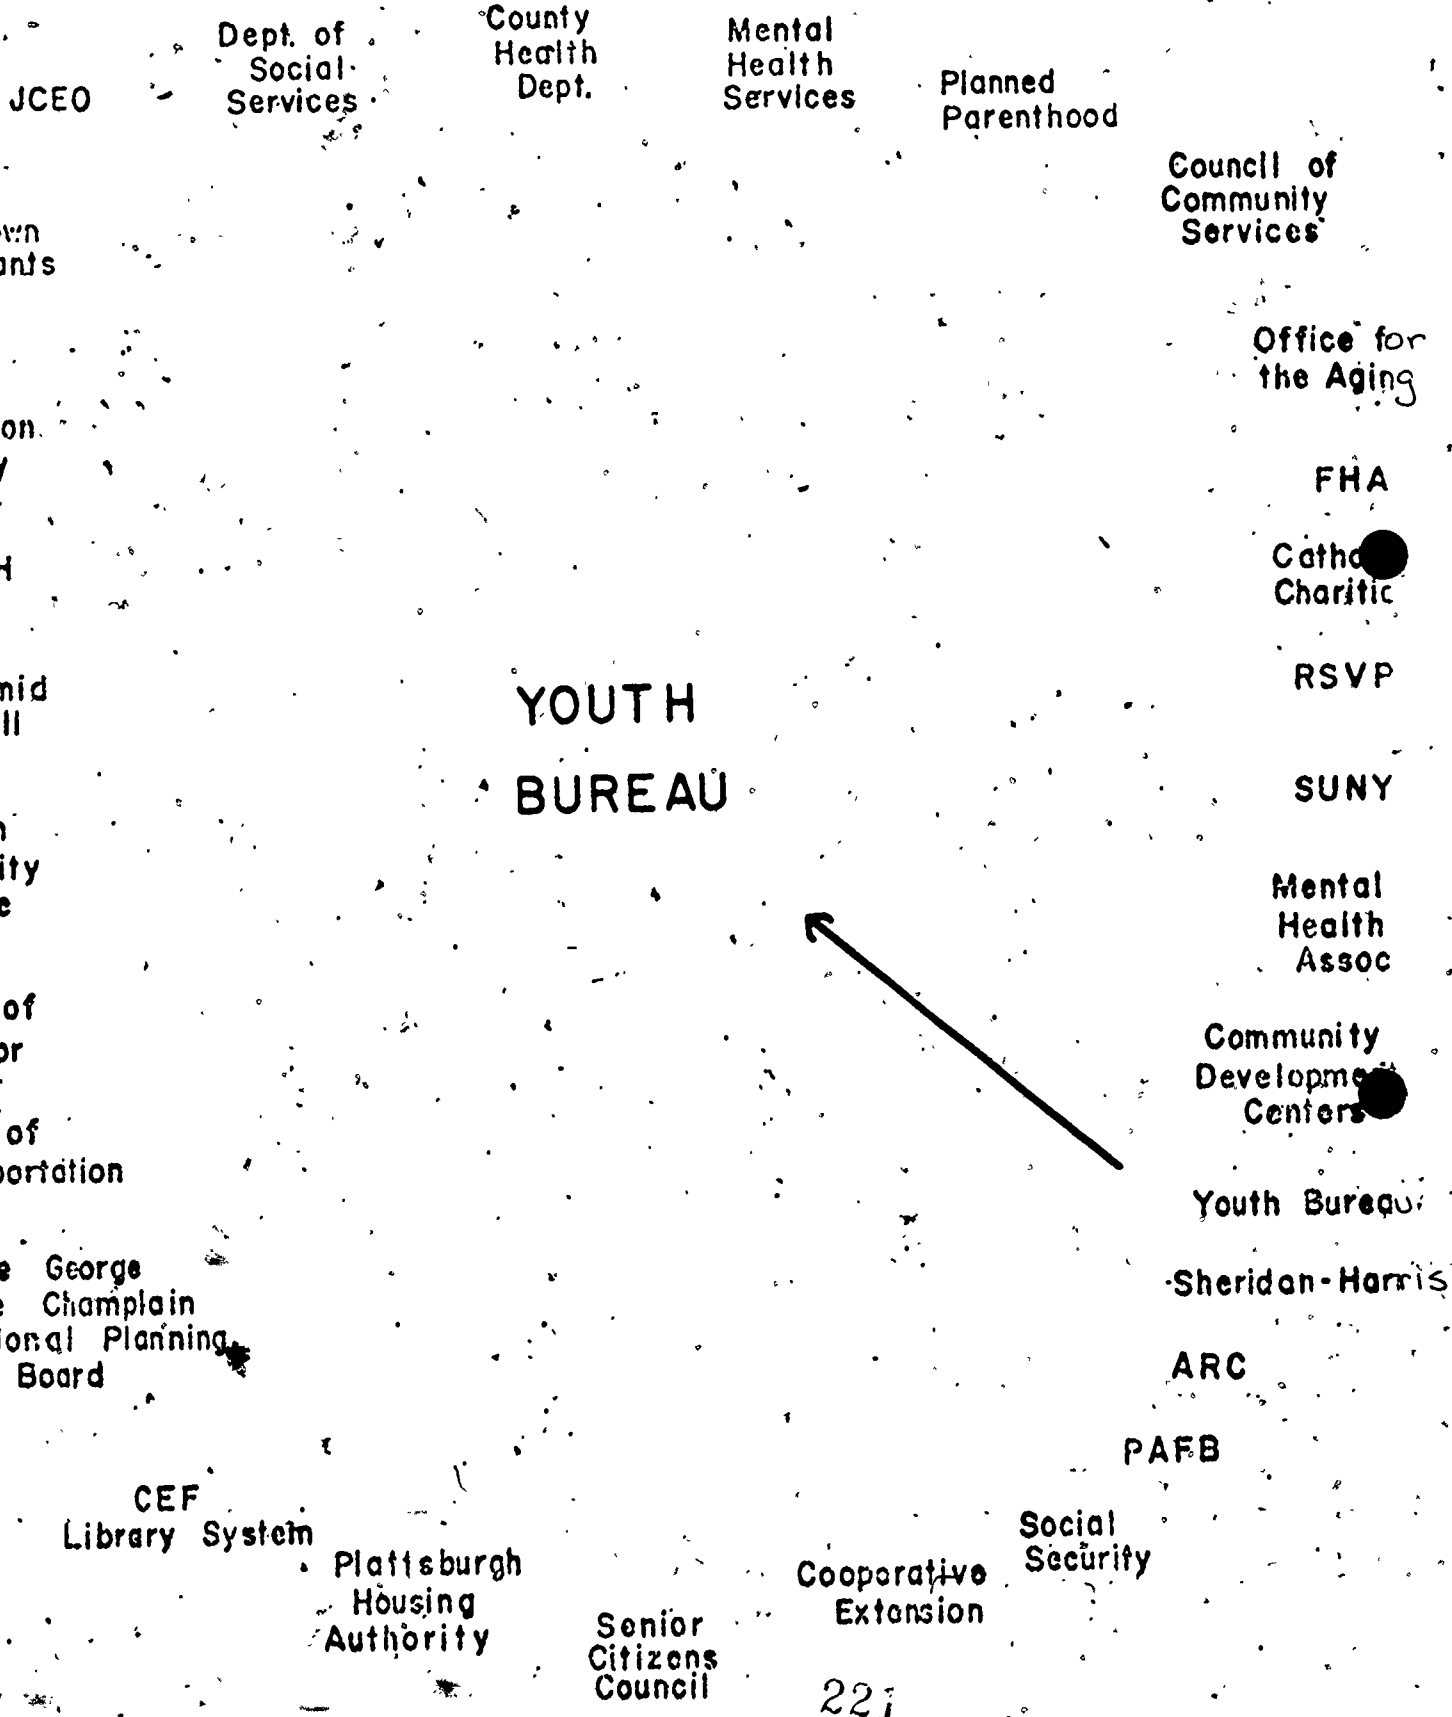 JCEO
Dept. of
Social
Services
County
Health
Dept.
Mental
Health
Services
Planned
Parenthood
Council of
Community
Services
Office for
the Aging
FHA
Charitic
RSVP
SUNY
Mental
Health
Assoc
Community
Centers
Youth Bureau
Sheridan-Harris
ARC
PAFB
Social
Security
Cooperative
Extension
Senior
Citizens
Council
Plattsburgh
Housing
Authority
CEF
Library System
George
Champlain
Planning
Board
of
of
YOUTH
BUREAU
221